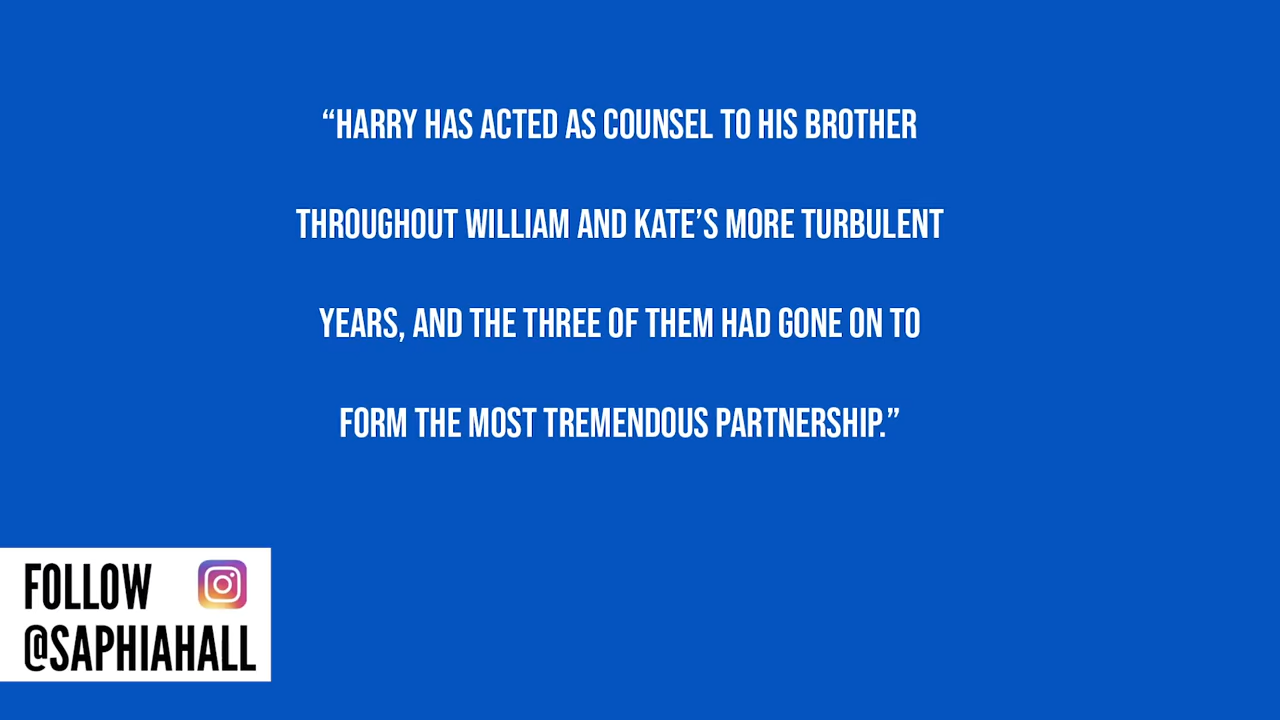 “HARRY HAS ACTED AS COUNSEL TO HIS BROTHER
THROUGHOUT WILLIAM AND KATE’S MORE TURBULENT
YEARS, AND THE THREE OF THEM HAD GONE ON TO
FORM THE MOST TREMENDOUS PARTNERSHIP.”
FOLLOW
@SAPHIAHALL